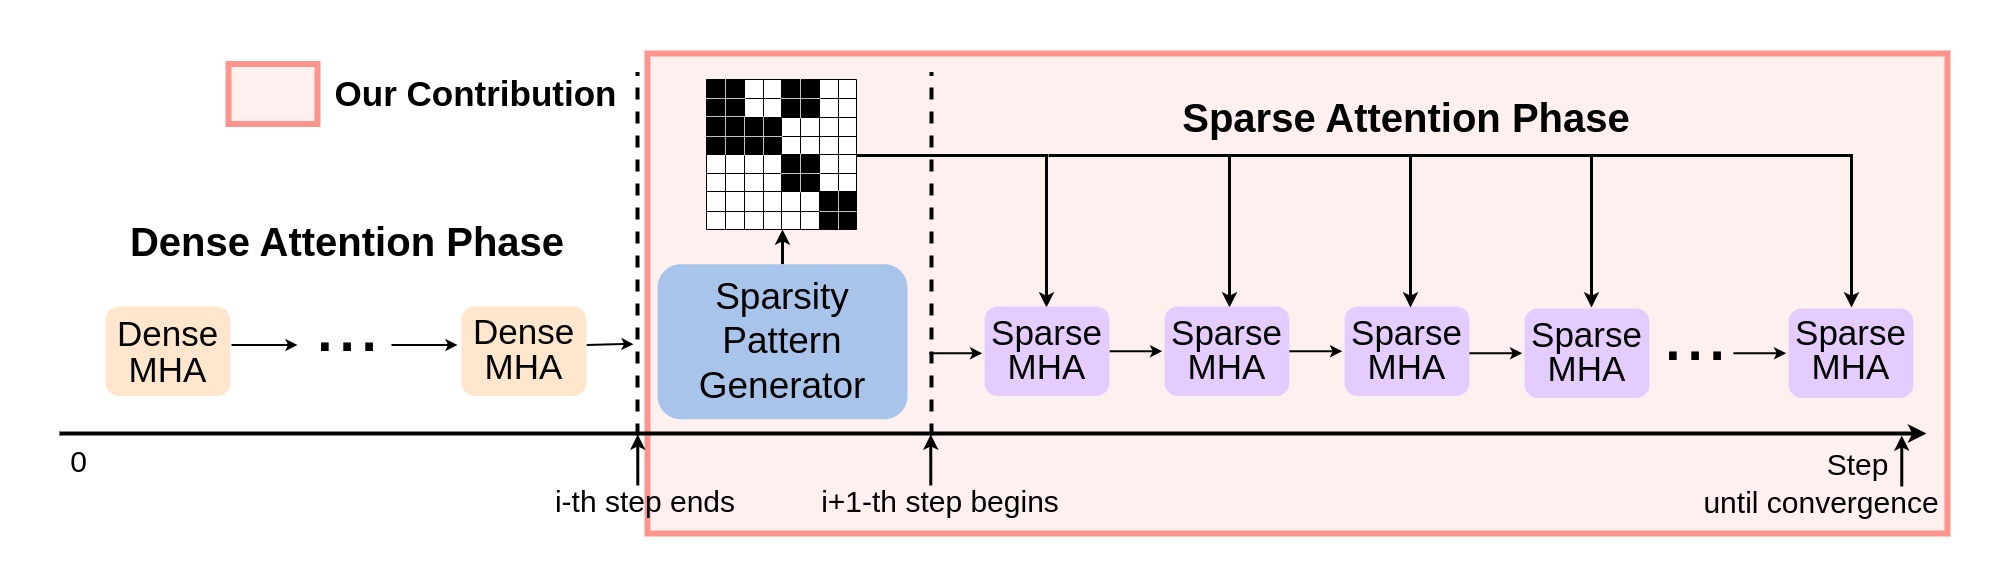 Our Contribution
Sparse Attention Phase
Dense Attention Phase
Dense
MHA
...
Dense
MHA
Sparsity
Pattern
Generator
Sparse
MHA
Sparse
MHA
Sparse
MHA
Sparse
MHA
...
Sparse
MHA
0
i-th step ends
i+1-th step begins
Step
until convergence